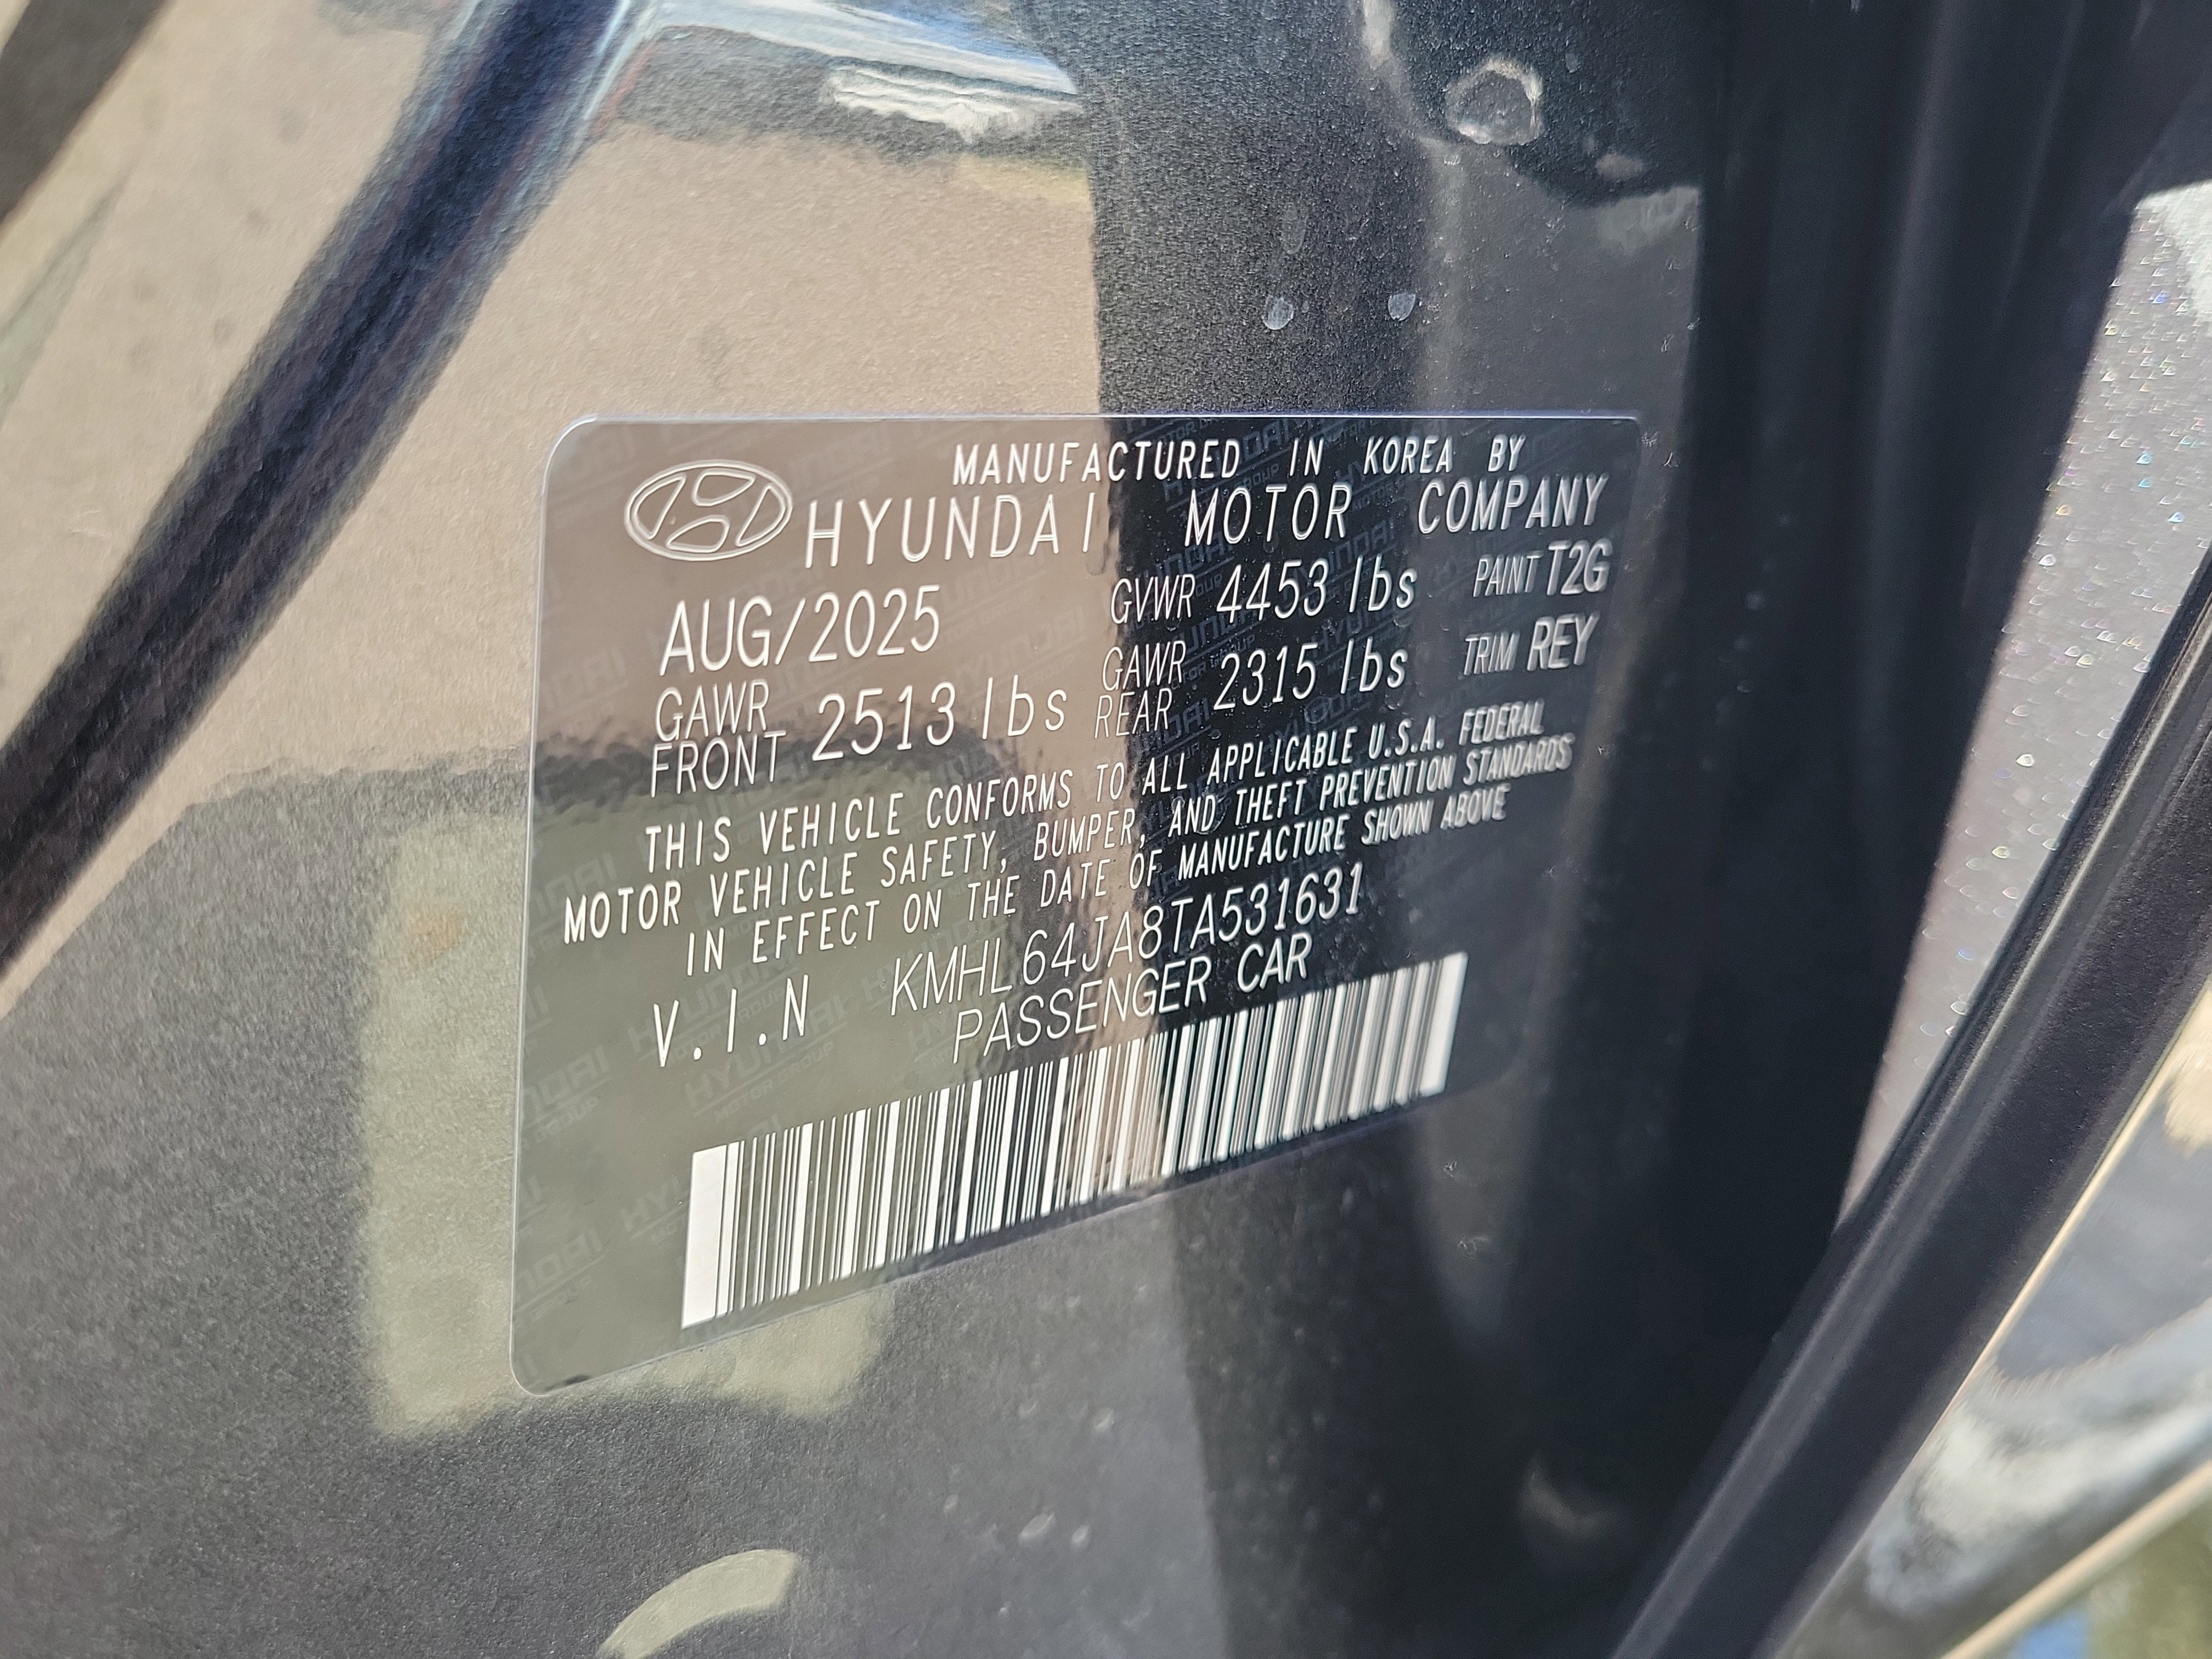 MANUFACTURED IN KOREA BY
HYUNDAI MOTOR COMPANY
AUG/2025 GVWR 4453 lbs PAINT T2G
GAWR FRONT 2513 lbs GAWR REAR 2315 lbs TRIM REY
THIS VEHICLE CONFORMS TO ALL APPLICABLE U.S.A. FEDERAL
MOTOR VEHICLE SAFETY, BUMPER, AND THEFT PREVENTION STANDARDS
IN EFFECT ON THE DATE OF MANUFACTURE SHOWN ABOVE
V.I.N KMHL64JA8TA531631
PASSENGER CAR